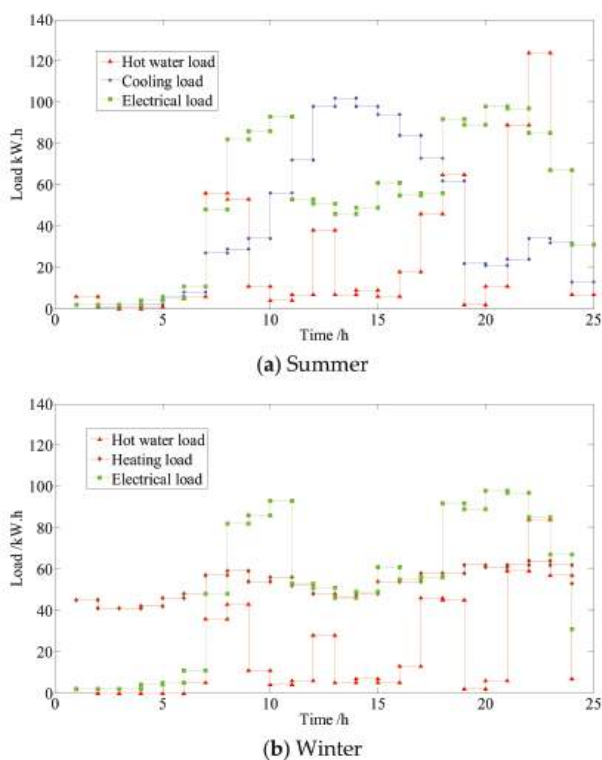 140
120
100
80
60
40
20
0
Load kW.h
Hot water load
Cooling load
Electrical load
0 5 10 15 20 25
Time /h
(a) Summer
140
120
100
80
60
40
20
0
Load /kW.h
Hot water load
Heating load
Electrical load
0 5 10 15 20 25
Time /h
(b) Winter